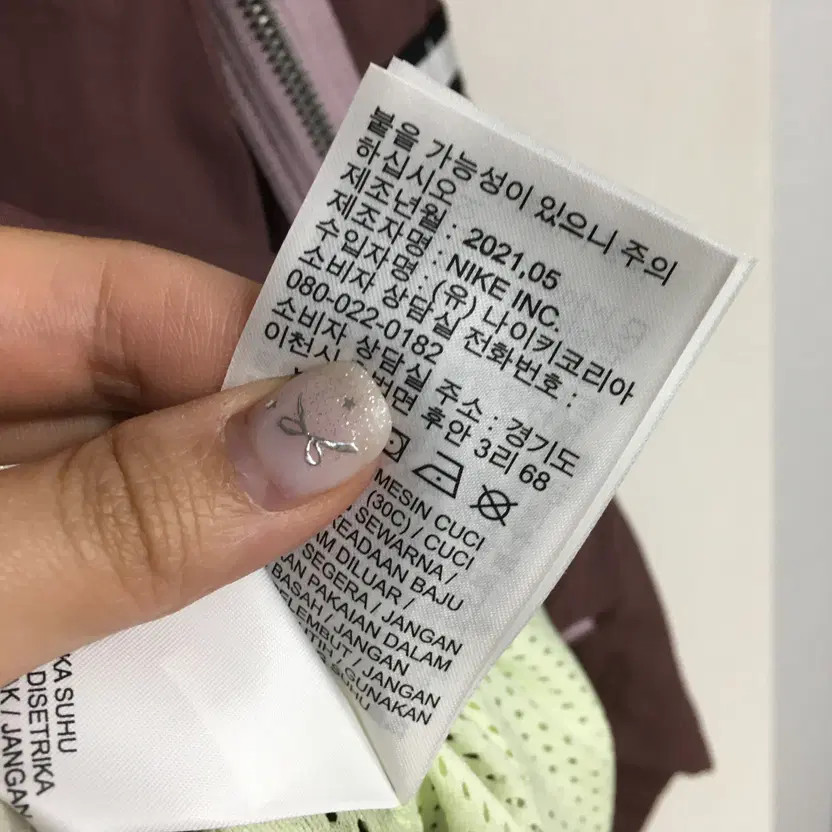 붙을 가능성이 있으니 주의
하십시오
제조년월 : 2021.05
제조자명 : NIKE INC.
수입자명 : (유) 나이키코리아
소비자 상담실 전화번호 :
080-022-0182
소비자 상담실 주소 : 경기도
이천시 후안 3리 68
MESIN CUCI
(30C) / CUCI
SEWARNA /
KEADAAN BAJU
DILUAR /
SEGERA / JANGAN
PAKAIAN DALAM
BASAH / JANGAN
/ JANGAN
SUHU
DISETRIKA
/ JANGAN